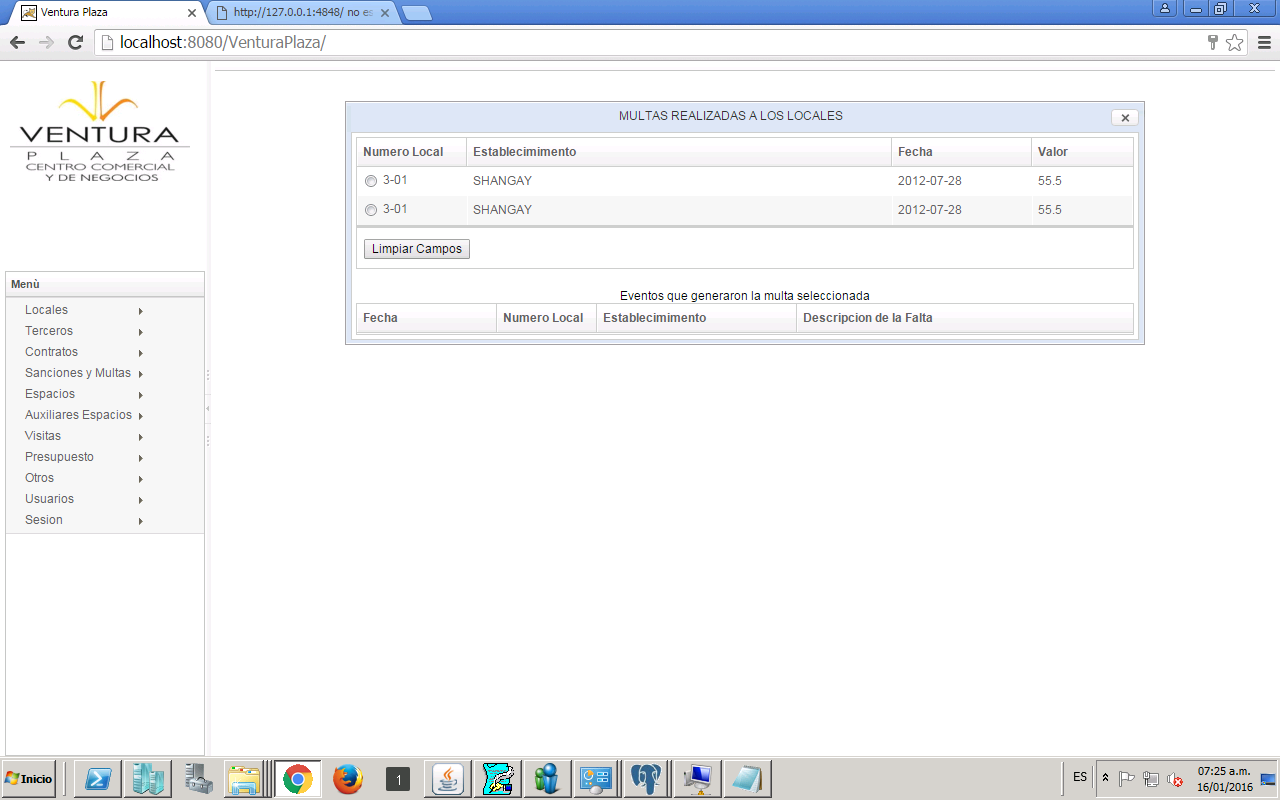 Ventura Plaza
http://127.0.0.1:4848/ no es
localhost:8080/VenturaPlaza/
VENTURA
PLAZA
CENTRO COMERCIAL
Y DE NEGOCIOS
Menù
Locales
Terceros
Contratos
Sanciones y Multas
Espacios
Auxiliares Espacios
Visitas
Presupuesto
Otros
Usuarios
Sesion
MULTAS REALIZADAS A LOS LOCALES
Numero Local Establecimimento Fecha Valor
3-01 SHANGAY 2012-07-28 55.5
3-01 SHANGAY 2012-07-28 55.5
Limpiar Campos
Eventos que generaron la multa seleccionada
Fecha Numero Local Establecimimento Descripcion de la Falta
Inicio
1
ES
07:25 a.m.
16/01/2016